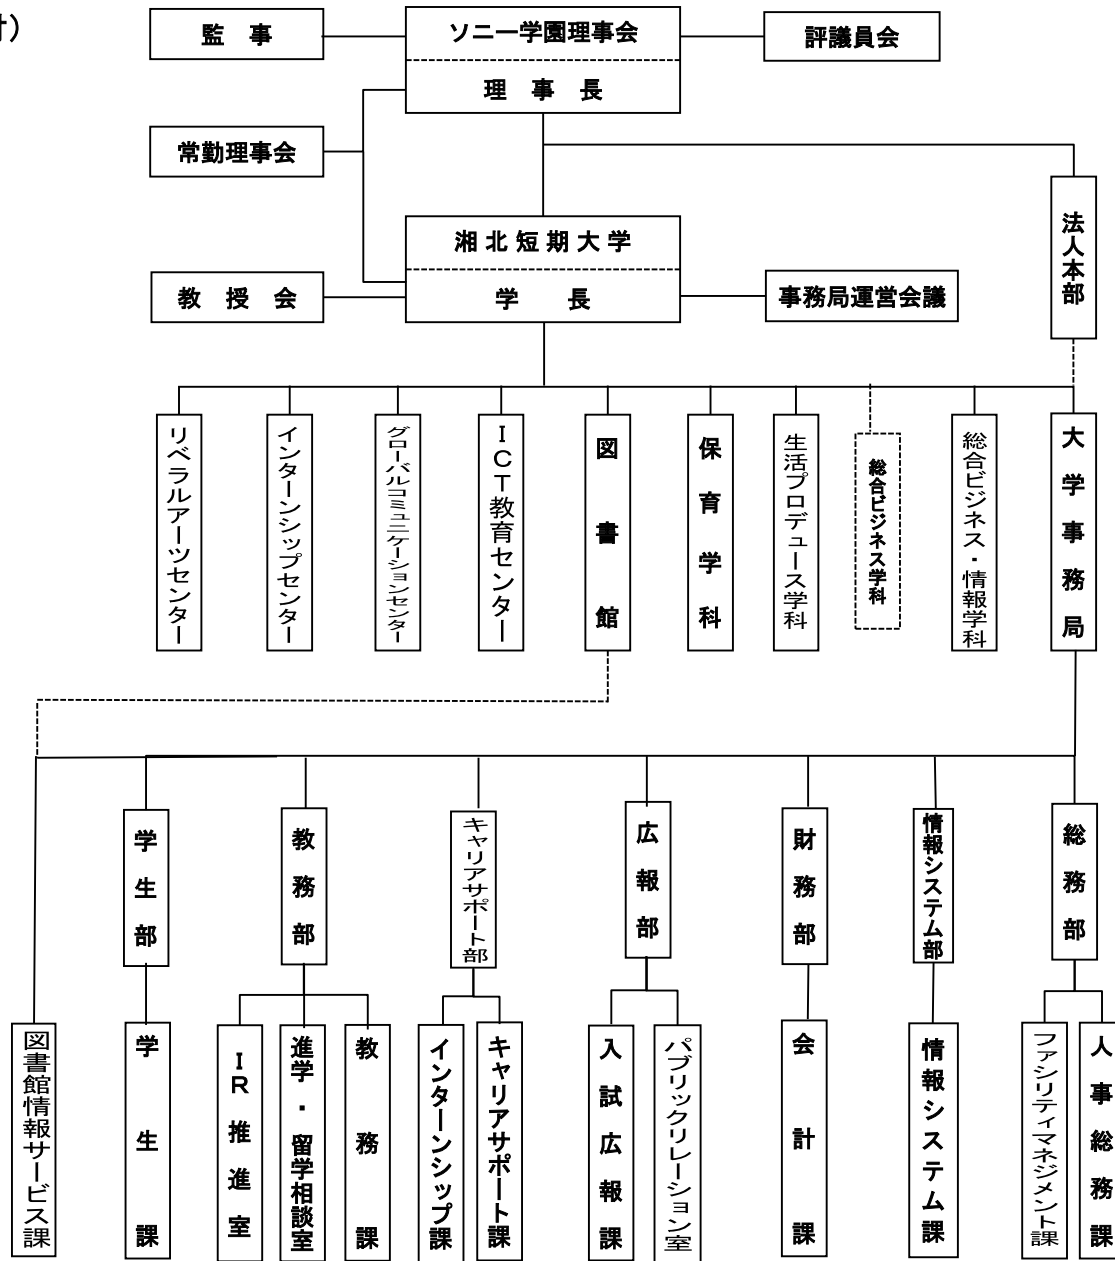 付）
監　事
ソニー学園理事会
評議員会
理　事　長
常勤理事会
法人本部
湘北短期大学
教　授　会
学　　長
事務局運営会議
リベラルアーツセンター
インターンシップセンター
グローバルコミュニケーションセンター
ＩＣＴ教育センター
図書館
保育学科
生活プロデュース学科
総合ビジネス学科
総合ビジネス・情報学科
大学事務局
学生部
教務部
キャリアサポート部
広報部
財務部
情報システム部
総務部
図書館情報サービス課
学生課
ＩＲ推進室
進学・留学相談室
教務課
インターンシップ課
キャリアサポート課
入試広報課
パブリックリレーション室
会計課
情報システム課
ファシリティマネジメント課
人事総務課